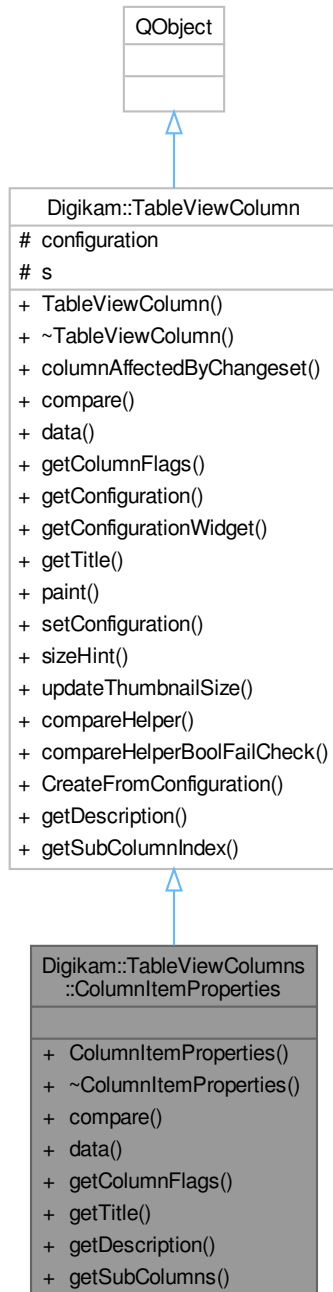 QObject
Digikam::TableViewColumn
# configuration
# s
+ TableViewColumn()
+ ~TableViewColumn()
+ columnAffectedByChangeset()
+ compare()
+ data()
+ getColumnFlags()
+ getConfiguration()
+ getConfigurationWidget()
+ getTitle()
+ paint()
+ setConfiguration()
+ sizeHint()
+ updateThumbnailSize()
+ compareHelper()
+ compareHelperBoolFailCheck()
+ CreateFromConfiguration()
+ getDescription()
+ getSubColumnIndex()
Digikam::TableViewColumns
::ColumnItemProperties
+ ColumnItemProperties()
+ ~ColumnItemProperties()
+ compare()
+ data()
+ getColumnFlags()
+ getTitle()
+ getDescription()
+ getSubColumns()